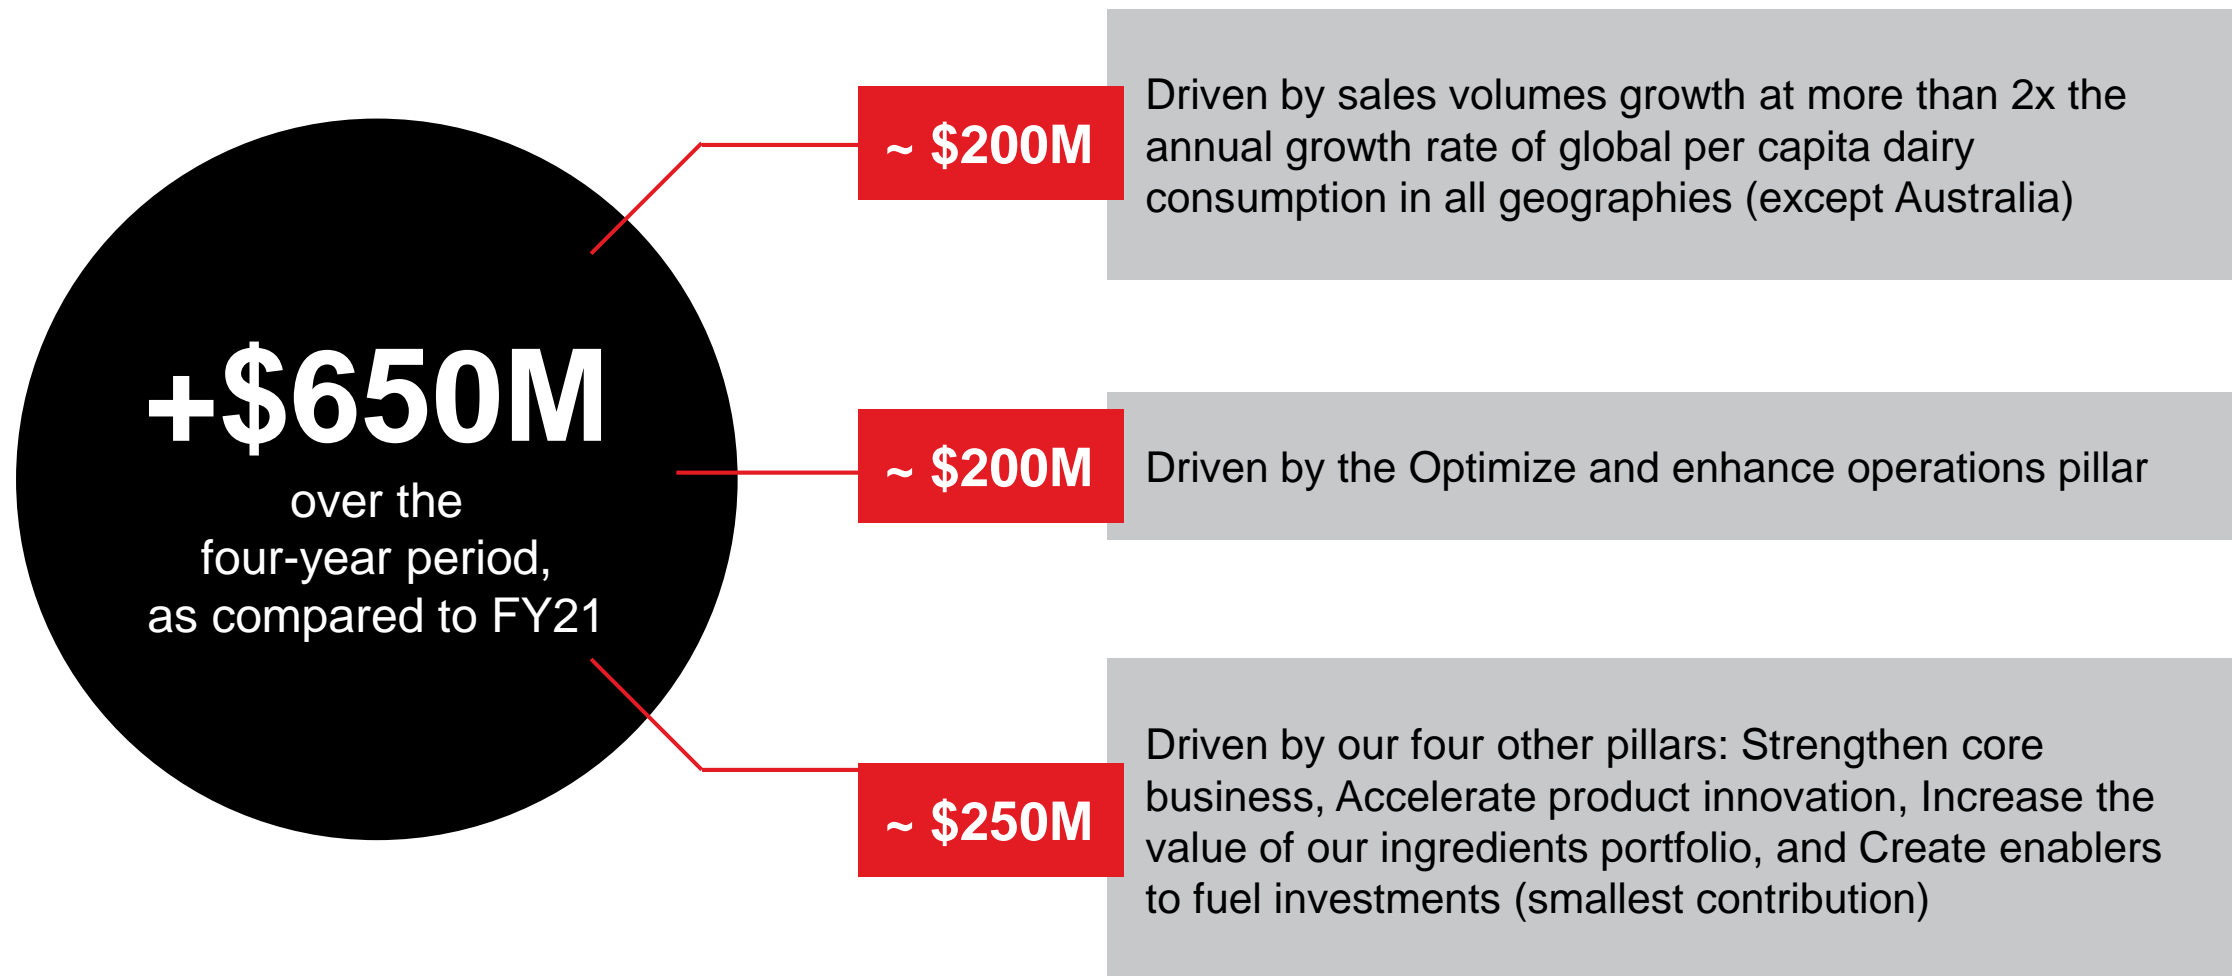 +$650M
over the
four-year period,
as compared to FY21
~ $200M
Driven by sales volumes growth at more than 2x the
annual growth rate of global per capita dairy
consumption in all geographies (except Australia)
~ $200M
Driven by the Optimize and enhance operations pillar
~ $250M
Driven by our four other pillars: Strengthen core
business, Accelerate product innovation, Increase the
value of our ingredients portfolio, and Create enablers
to fuel investments (smallest contribution)